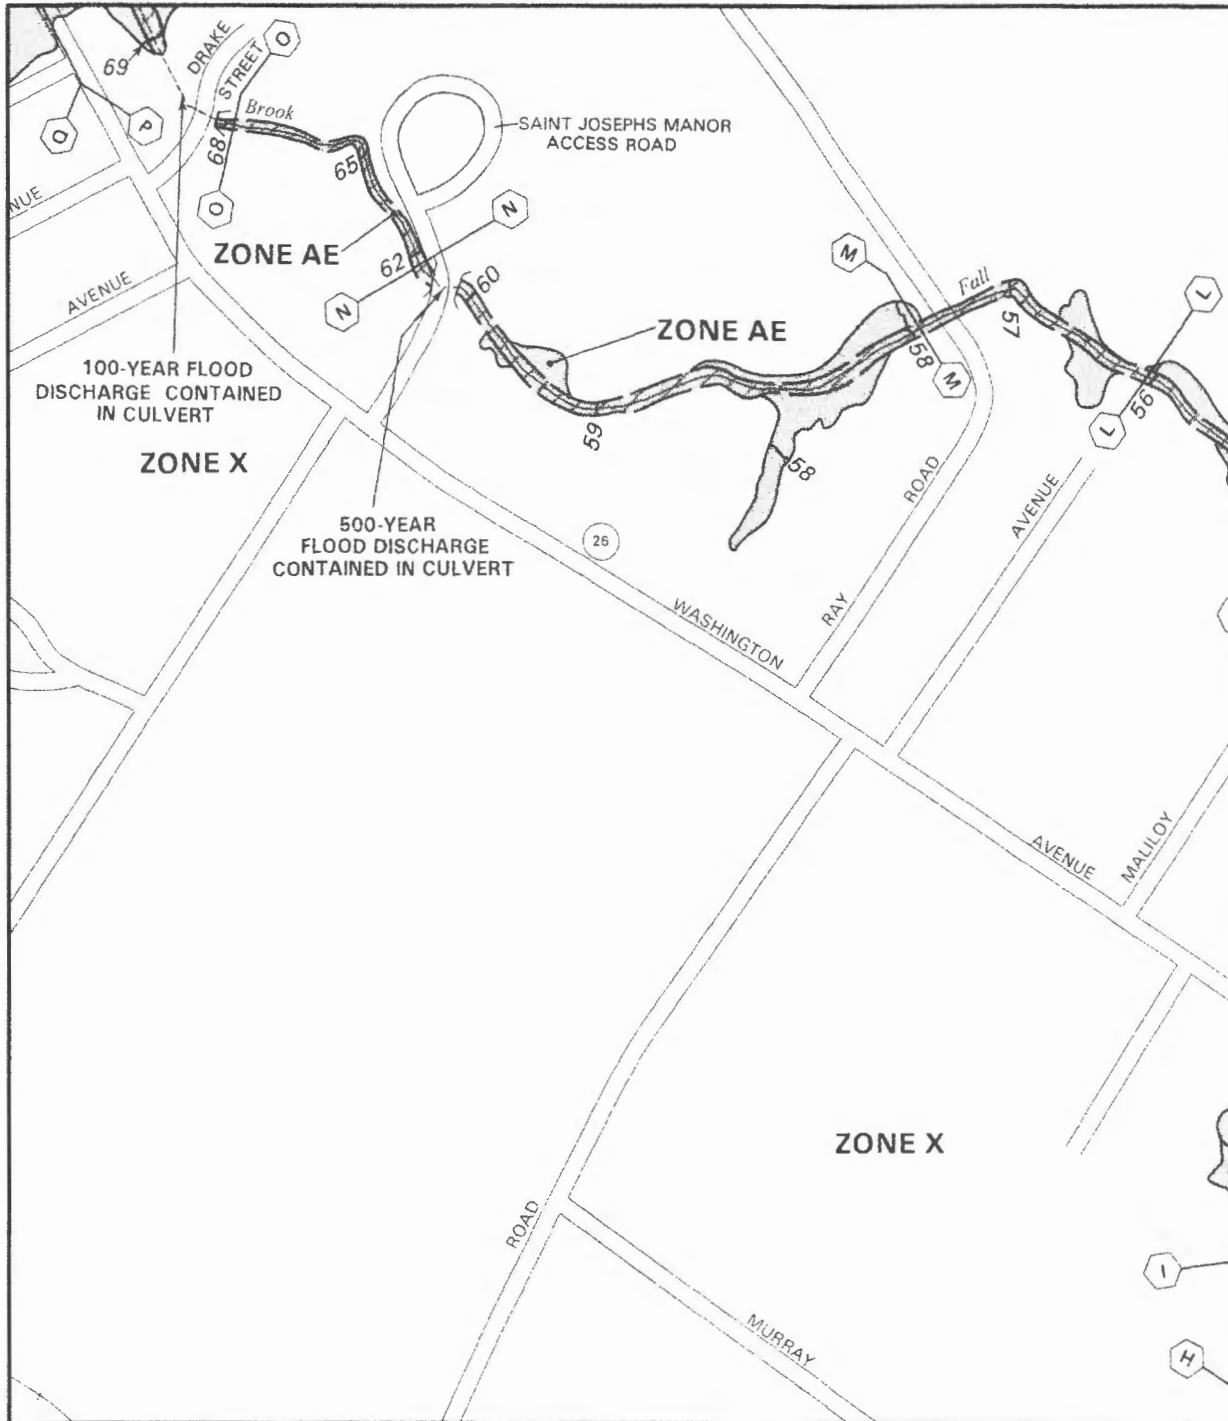 DRAKE
STREET
O
69
Brook
68
O
P
O
SAINT JOSEPHS MANOR
ACCESS ROAD
65
NUE
N
ZONE AE
62
60
N
M
Fall
L
AVENUE
57
ZONE AE
58
M
100-YEAR FLOOD
DISCHARGE CONTAINED
IN CULVERT
56
L
59
ZONE X
58
ROAD
AVENUE
500-YEAR
FLOOD DISCHARGE
CONTAINED IN CULVERT
26
WASHINGTON
RAY
AVENUE
MALILOY
ZONE X
ROAD
I
MURRAY
H